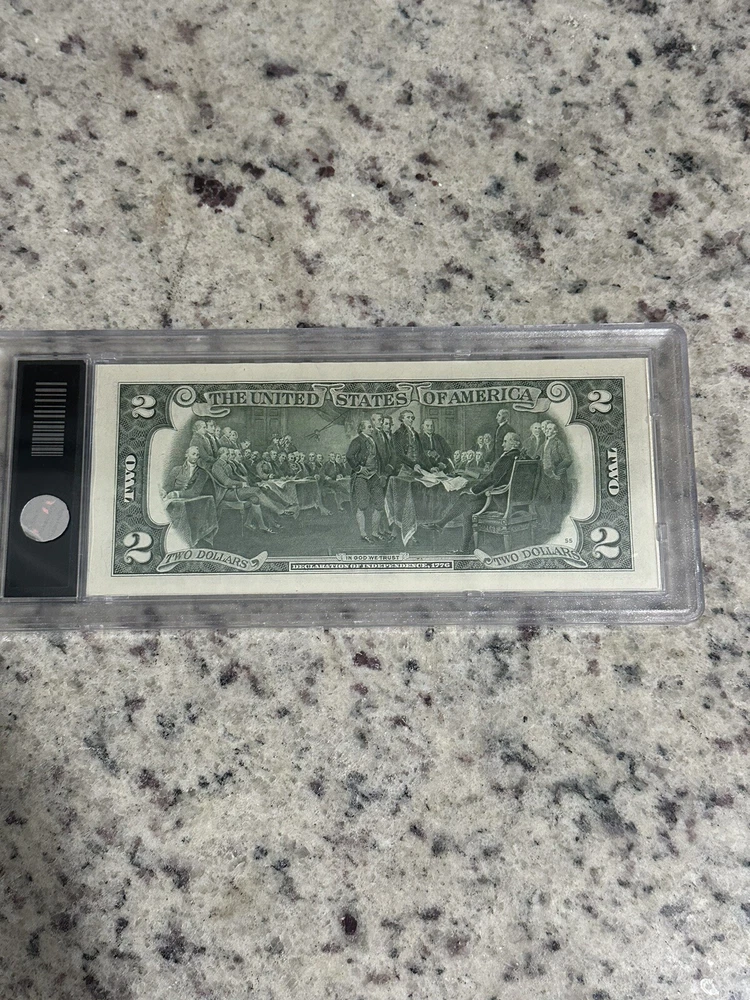 2 THE UNITED STATES OF AMERICA 2
TWO TWO
2 2
TWO DOLLARS IN GOD WE TRUST TWO DOLLARS
DECLARATION OF INDEPENDENCE, 1776